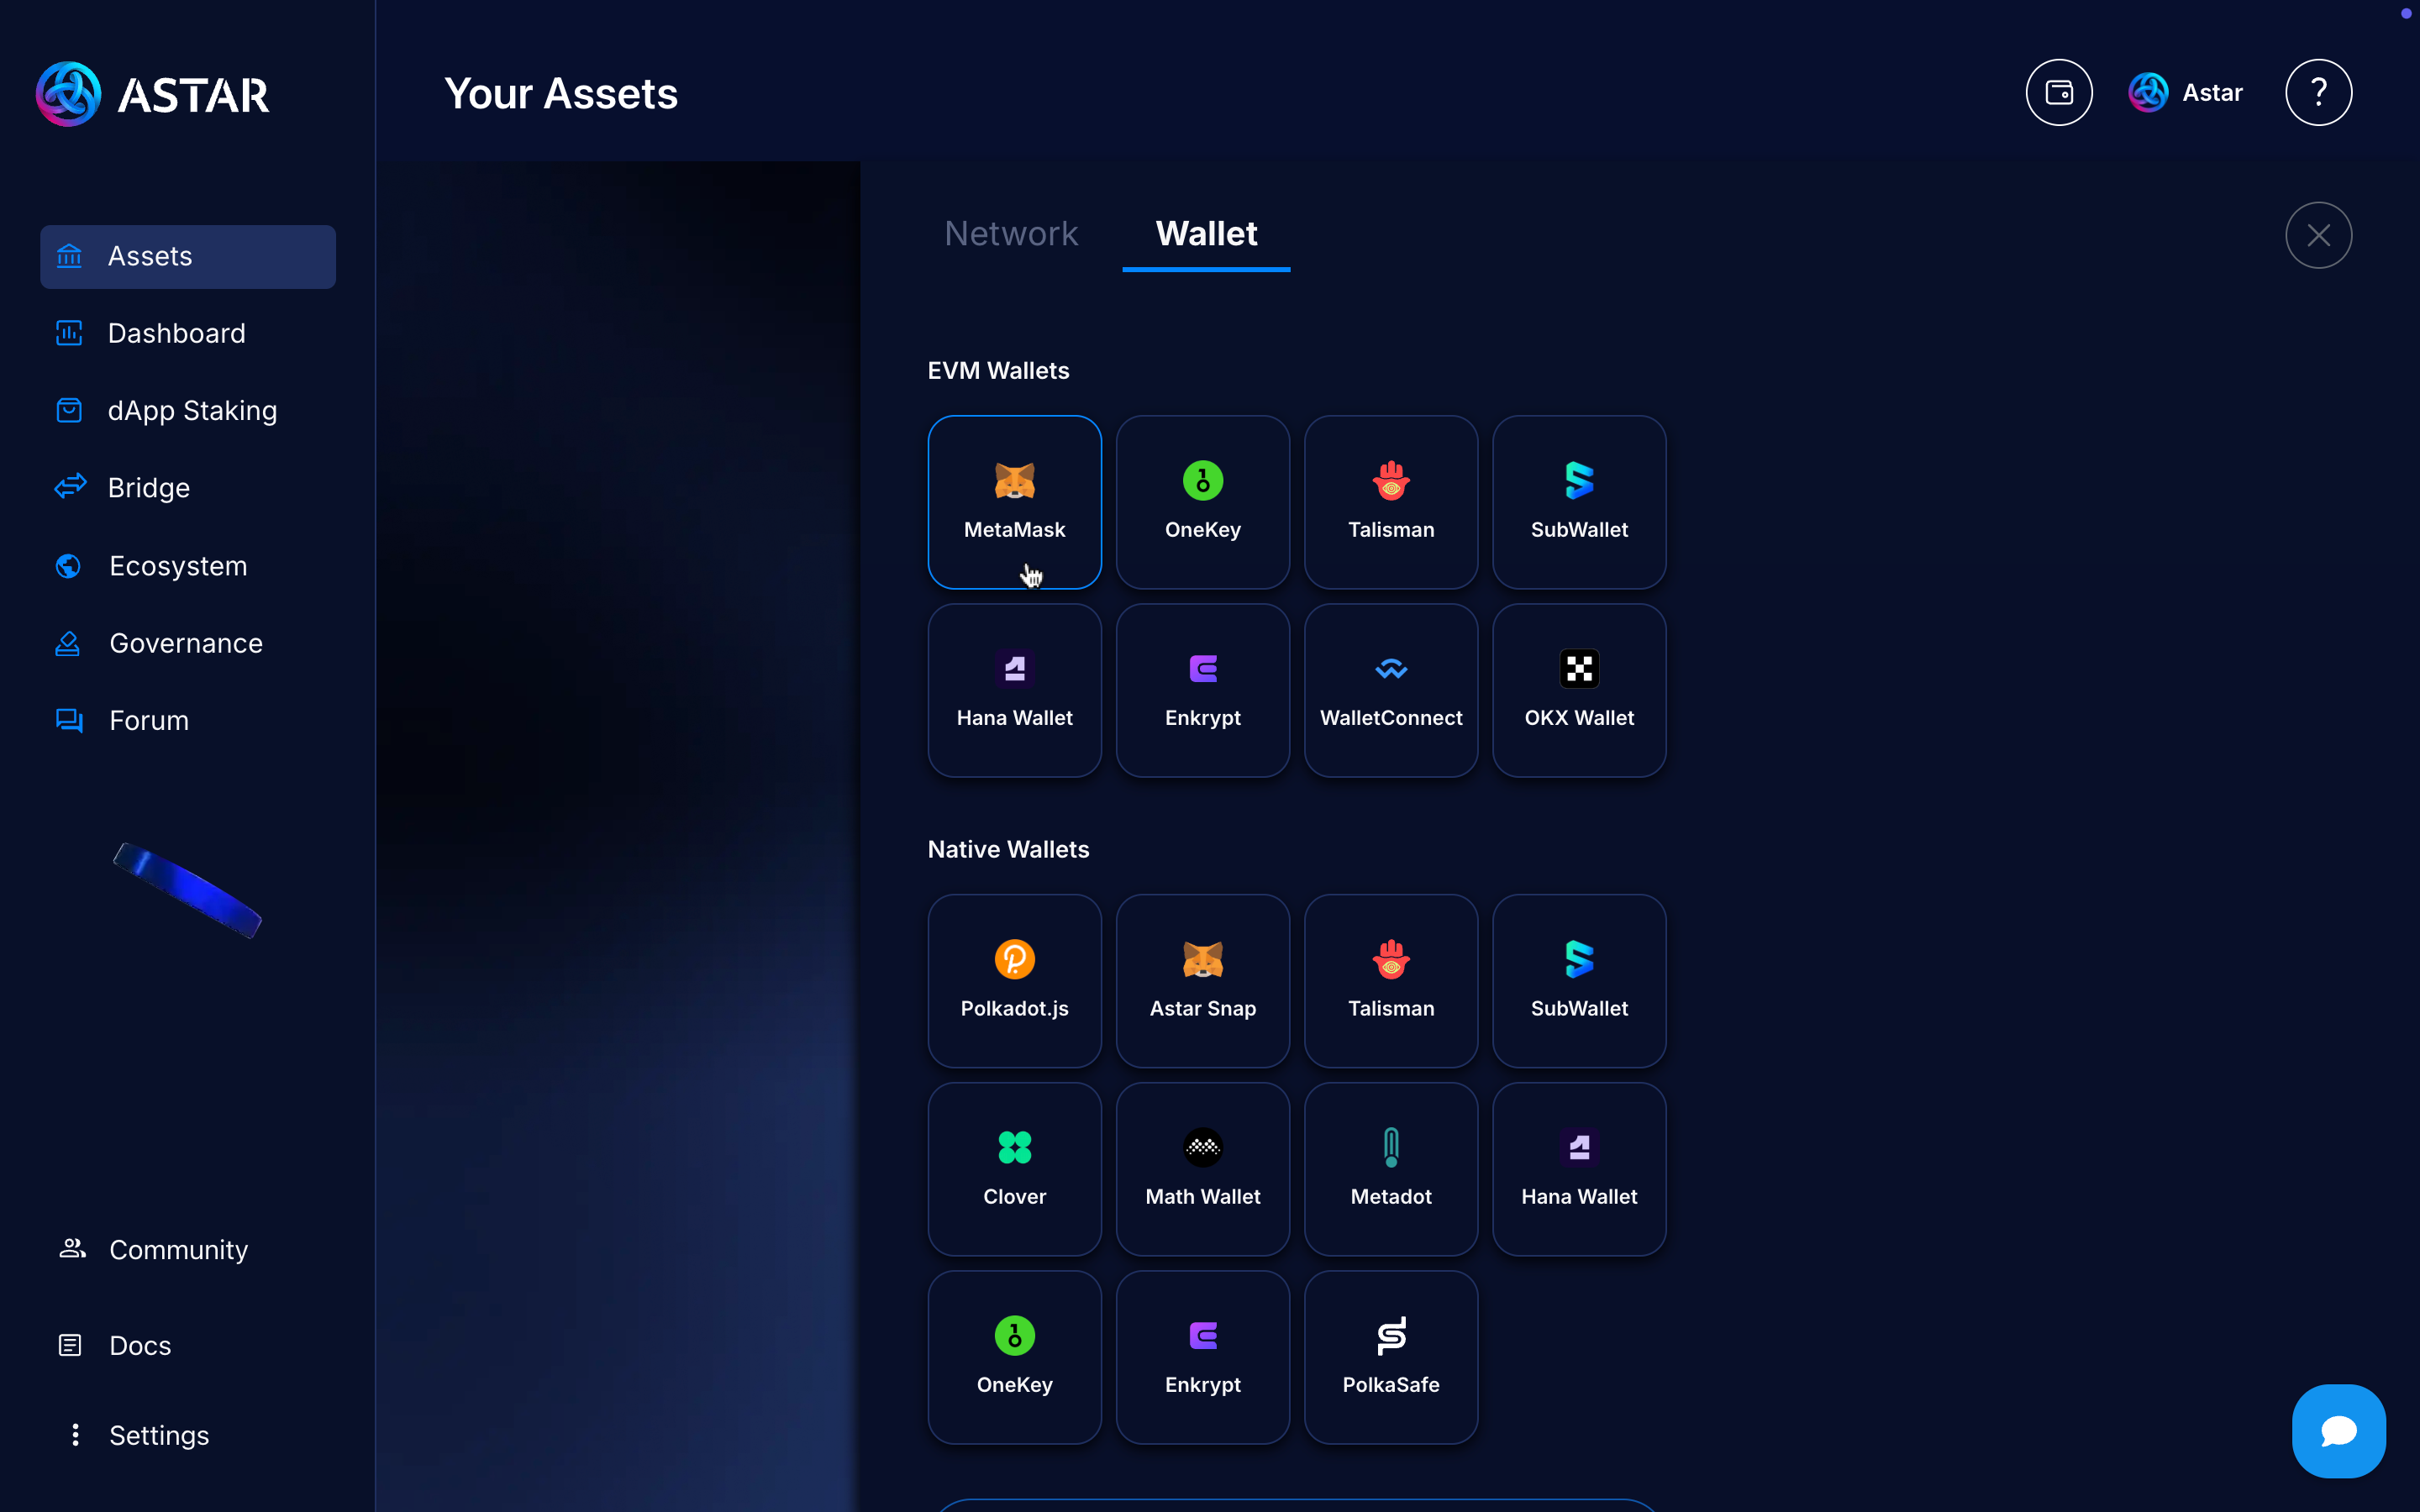 ASTAR
Your Assets
Astar
?
Assets
Dashboard
dApp Staking
Bridge
Ecosystem
Governance
Forum
Community
Docs
Settings
Network
Wallet
EVM Wallets
MetaMask
OneKey
Talisman
SubWallet
Hana Wallet
Enkrypt
WalletConnect
OKX Wallet
Native Wallets
Polkadot.js
Astar Snap
Talisman
SubWallet
Clover
Math Wallet
Metadot
Hana Wallet
OneKey
Enkrypt
PolkaSafe